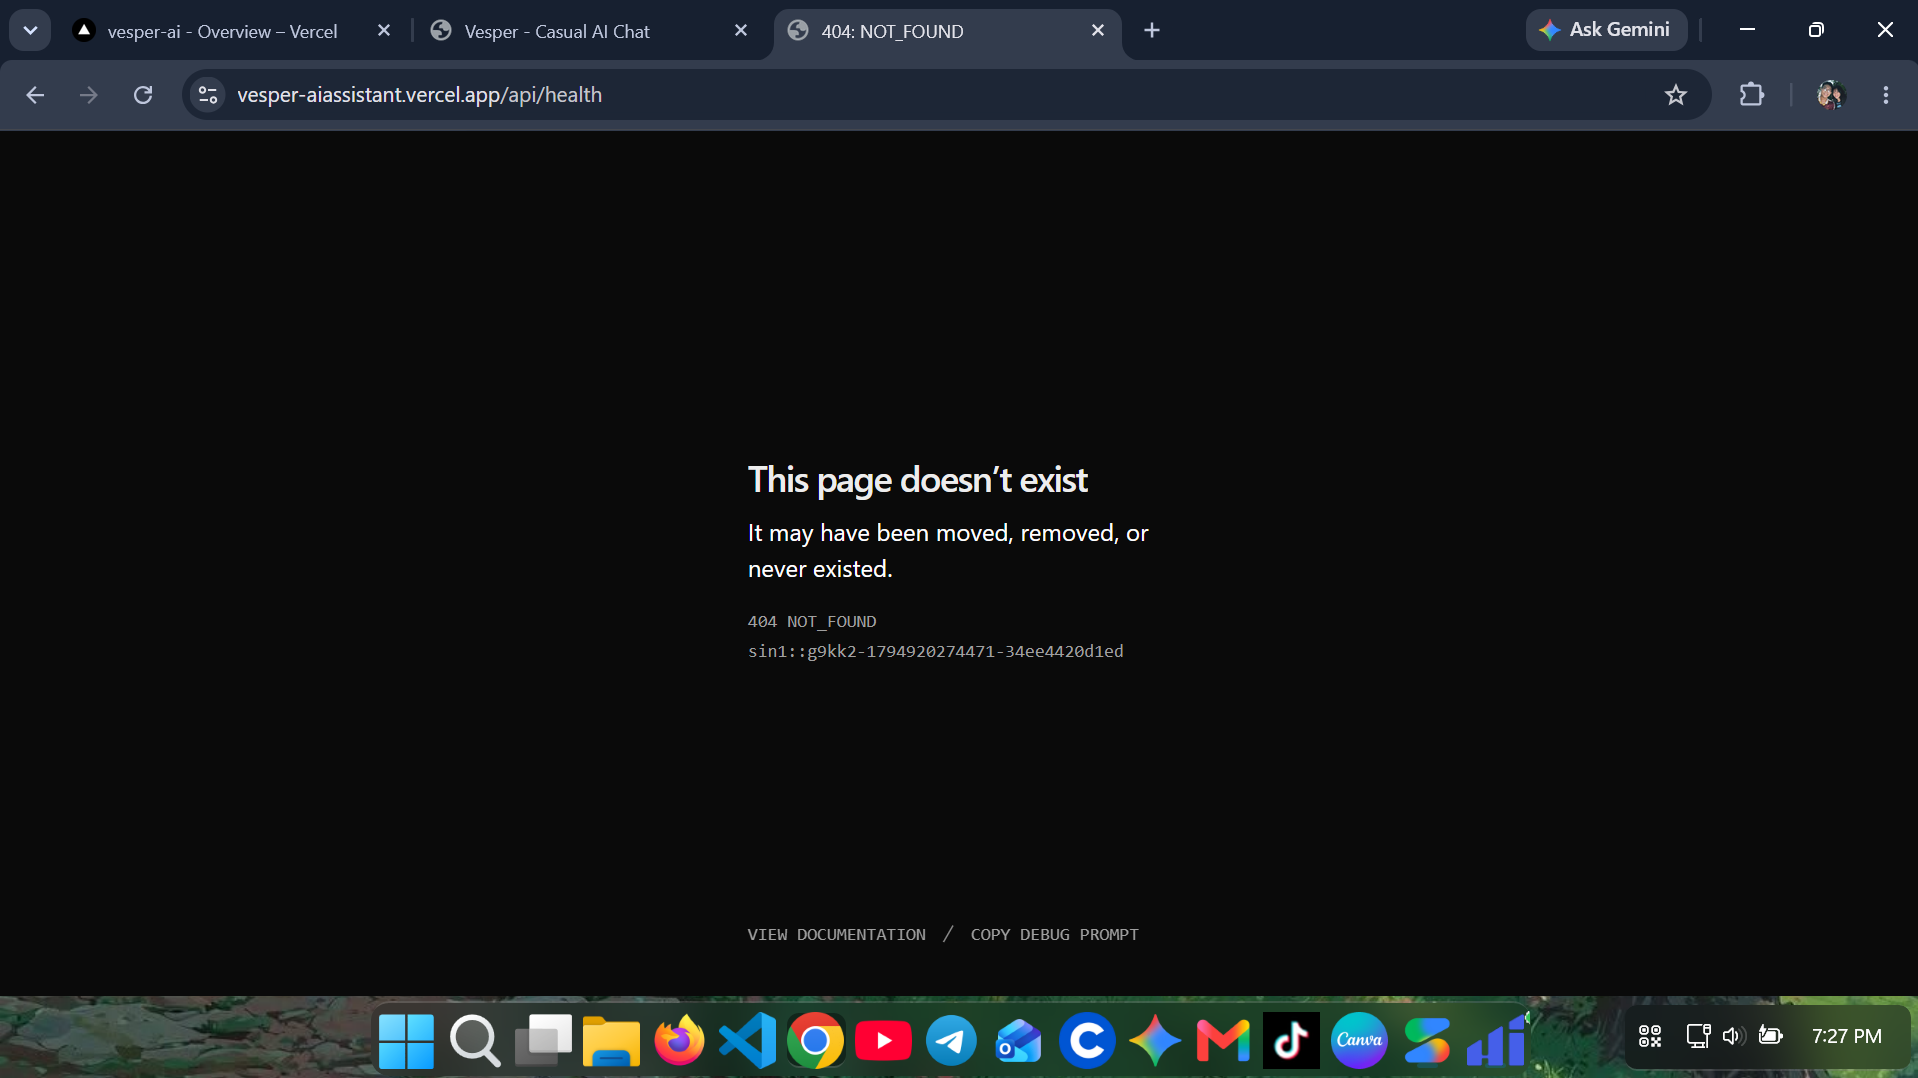 vesper-ai - Overview – Vercel
Vesper - Casual AI Chat
404: NOT_FOUND
Ask Gemini
vesper-aiassistant.vercel.app/api/health
This page doesn’t exist
It may have been moved, removed, or
never existed.
404 NOT_FOUND
sin1::g9kk2-1794920274471-34ee4420d1ed
VIEW DOCUMENTATION / COPY DEBUG PROMPT
Canva
7:27 PM